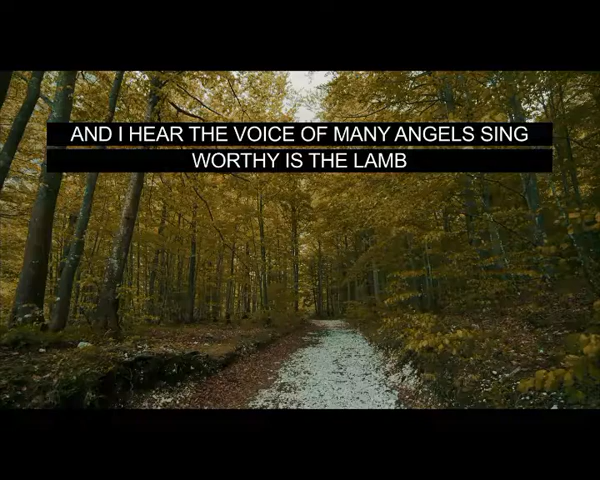 AND I HEAR THE VOICE OF MANY ANGELS SING
WORTHY IS THE LAMB